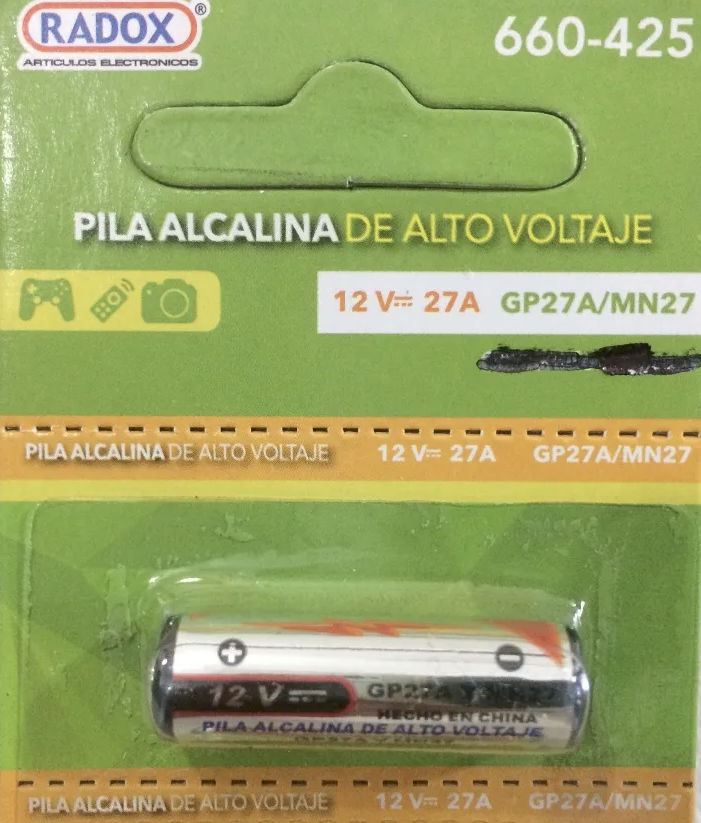 RADOX®
ARTICULOS ELECTRONICOS
660-425
PILA ALCALINA DE ALTO VOLTAJE
12 V⎓ 27A GP27A/MN27
PILA ALCALINA DE ALTO VOLTAJE 12 V⎓ 27A GP27A/MN27
+ −
12 V⎓ GP27A
HECHO EN CHINA
PILA ALCALINA DE ALTO VOLTAJE
PILA ALCALINA DE ALTO VOLTAJE 12 V⎓ 27A GP27A/MN27